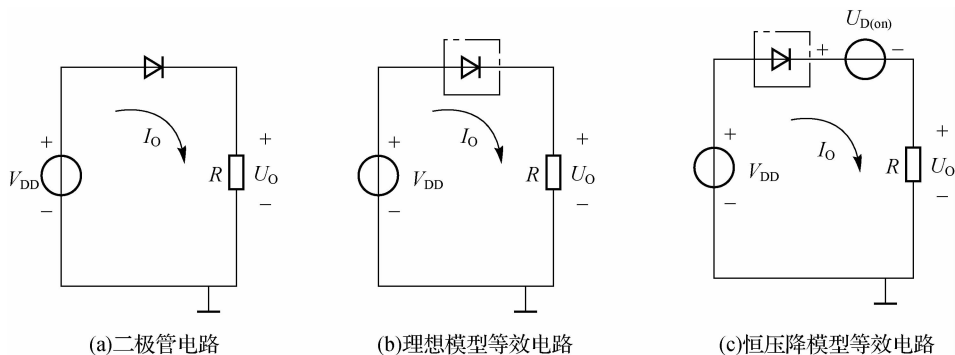 +
V_DD
−
I_O
R
+
U_O
−
(a)二极管电路
+
V_DD
−
I_O
R
+
U_O
−
(b)理想模型等效电路
+
U_D(on)
−
+
V_DD
−
I_O
R
+
U_O
−
(c)恒压降模型等效电路